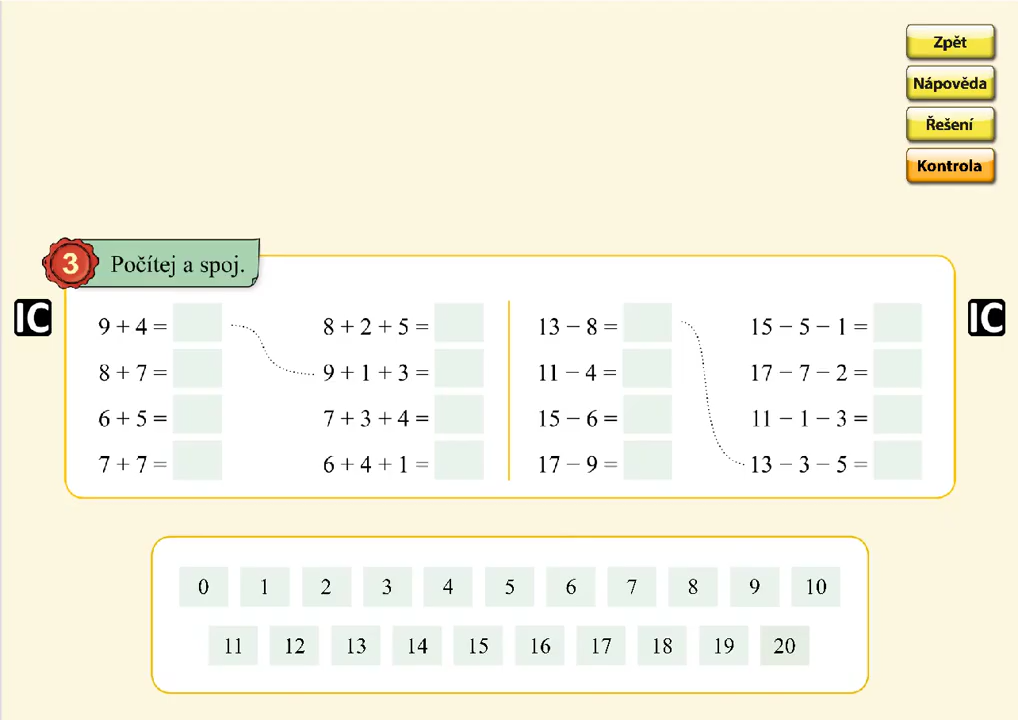 Zpět
Nápověda
Řešení
Kontrola
3 Počítej a spoj.
IC
IC
9 + 4 = 8 + 2 + 5 = 13 − 8 = 15 − 5 − 1 =
8 + 7 = 9 + 1 + 3 = 11 − 4 = 17 − 7 − 2 =
6 + 5 = 7 + 3 + 4 = 15 − 6 = 11 − 1 − 3 =
7 + 7 = 6 + 4 + 1 = 17 − 9 = 13 − 3 − 5 =
0 1 2 3 4 5 6 7 8 9 10
11 12 13 14 15 16 17 18 19 20